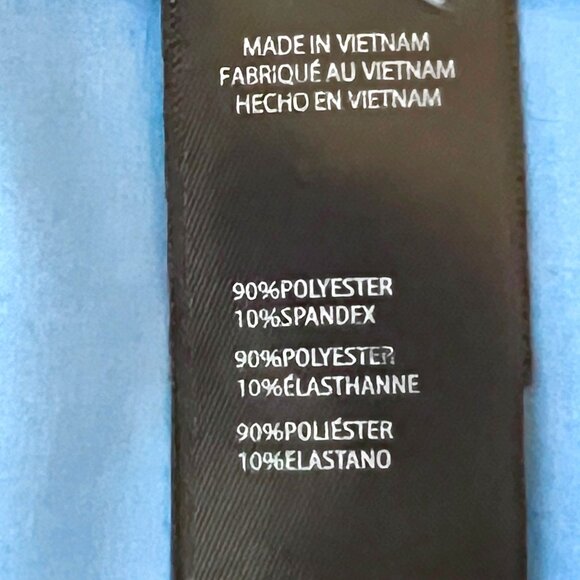 MADE IN VIETNAM
FABRIQUÉ AU VIETNAM
HECHO EN VIETNAM
90%POLYESTER
10%SPANDEX
90%POLYESTER
10%ÉLASTHANNE
90%POLIÉSTER
10%ELASTANO